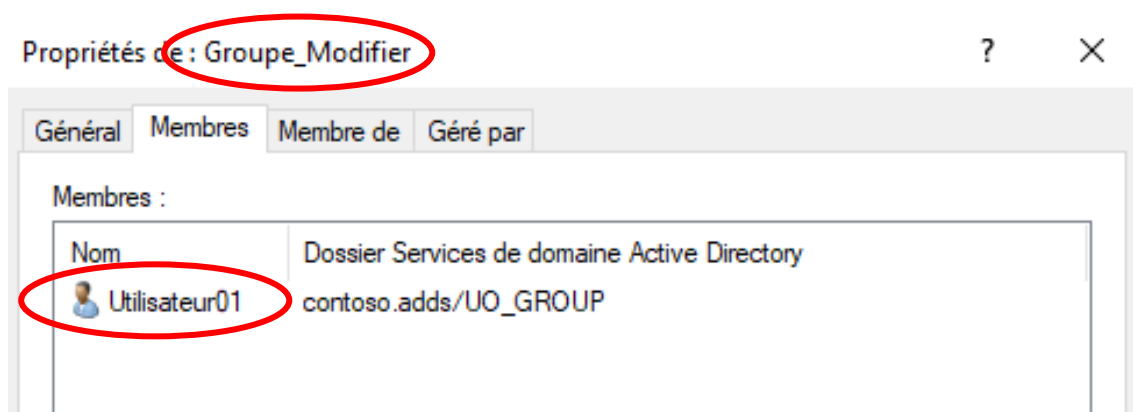 Propriétés de : Groupe_Modifier ? ×
Général Membres Membre de Géré par
Membres :
Nom Dossier Services de domaine Active Directory
Utilisateur01 contoso.adds/UO_GROUP